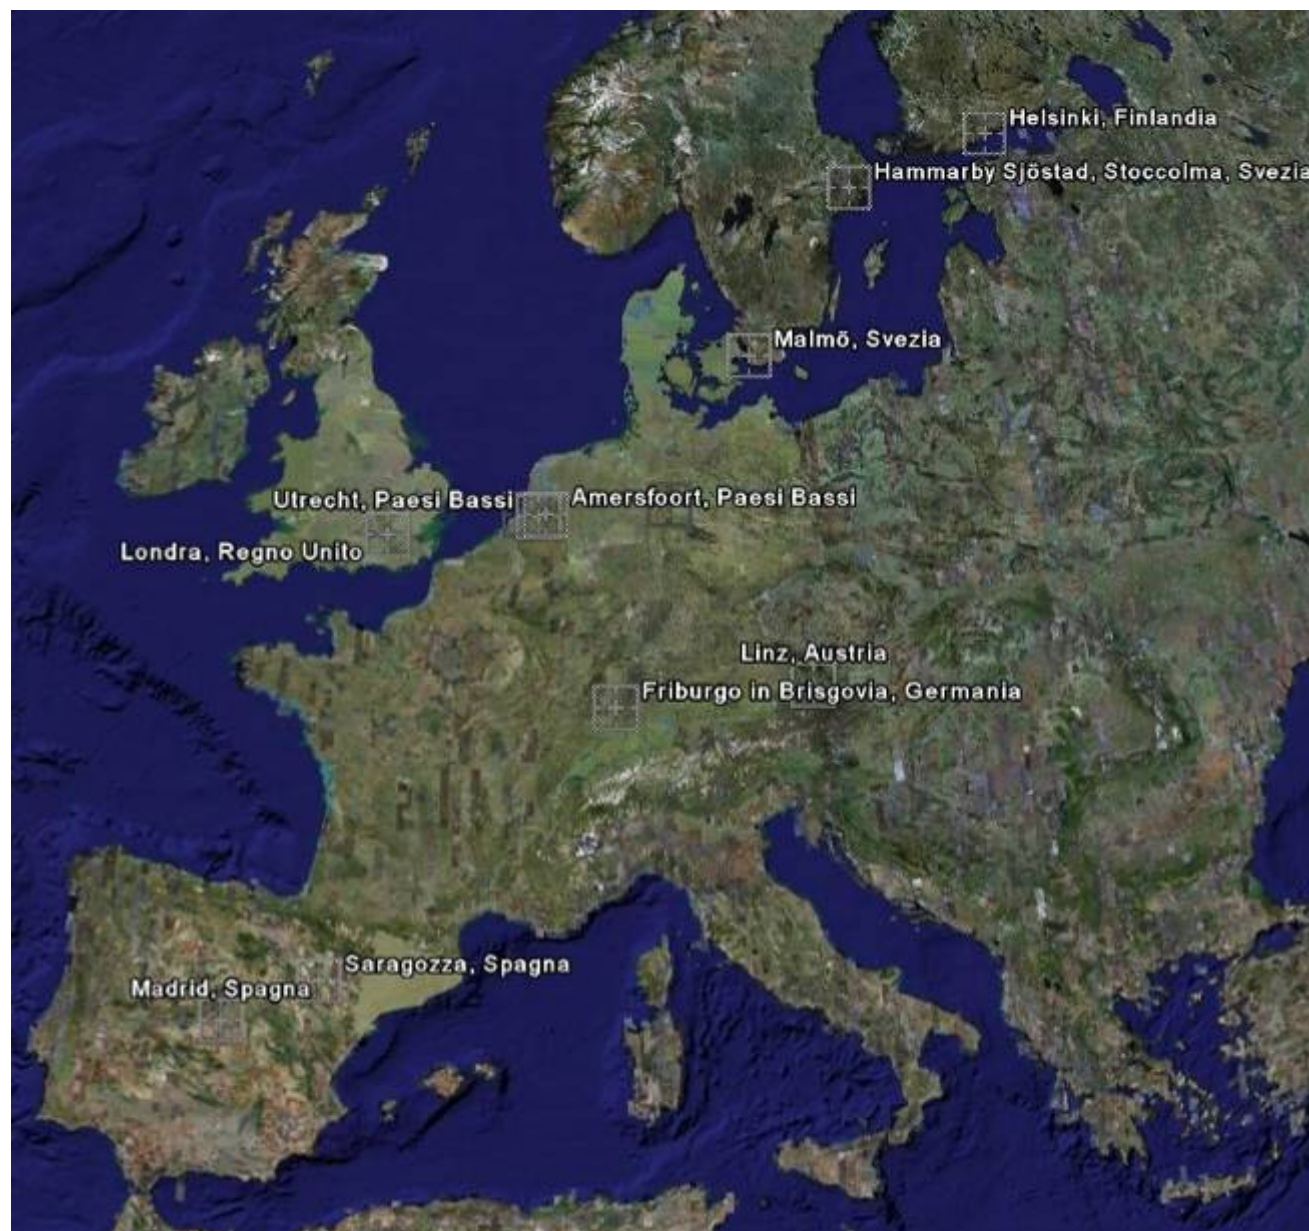 Helsinki, Finlandia
Hammarby Sjöstad, Stoccolma, Svezia
Malmö, Svezia
Utrecht, Paesi Bassi
Amersfoort, Paesi Bassi
Londra, Regno Unito
Linz, Austria
Friburgo in Brisgovia, Germania
Saragozza, Spagna
Madrid, Spagna